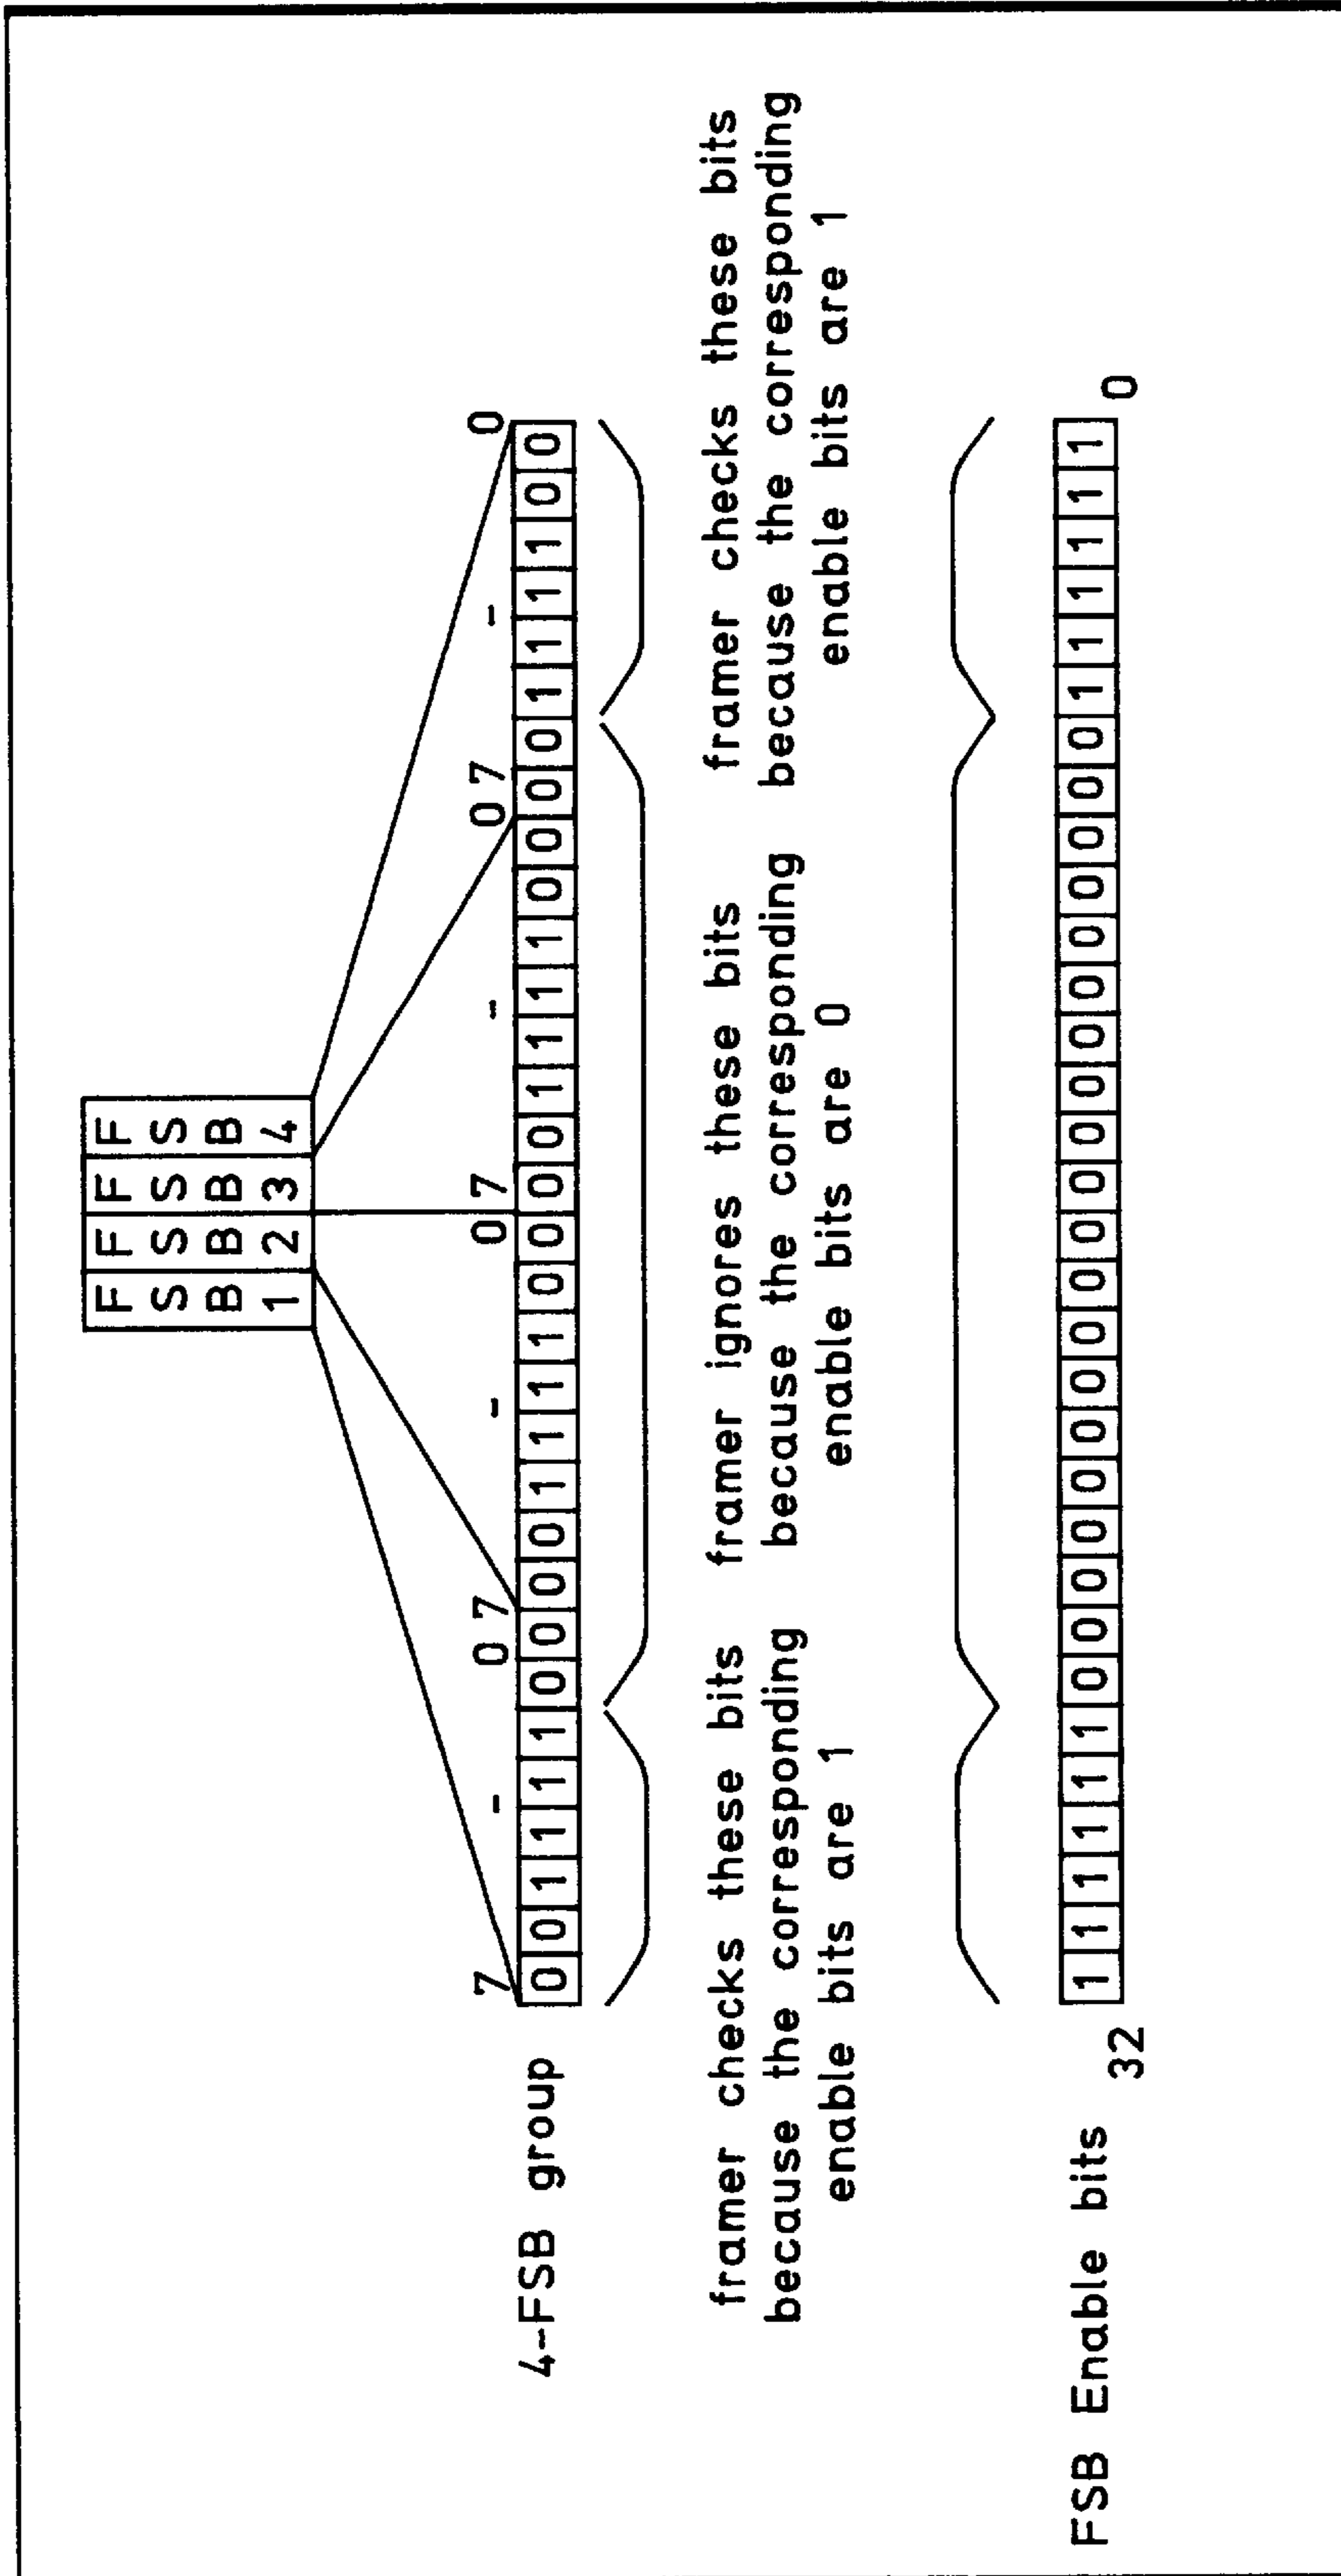 F F F F
S S S S
B B B B
1 2 3 4
7 - 0 7 - 0 7 - 0 7 - 0
4-FSB group 0 0 1 1 1 1 0 0 0 0 1 1 1 1 0 0 0 0 1 1 1 1 0 0 0 0 1 1 1 1 0 0
framer checks these bits
because the corresponding
enable bits are 1
framer ignores these bits
because the corresponding
enable bits are 0
framer checks these bits
because the corresponding
enable bits are 1
FSB Enable bits 1 1 1 1 1 1 0 0 0 0 0 0 0 0 0 0 0 0 0 0 0 0 0 0 0 0 1 1 1 1 1 1
32 0